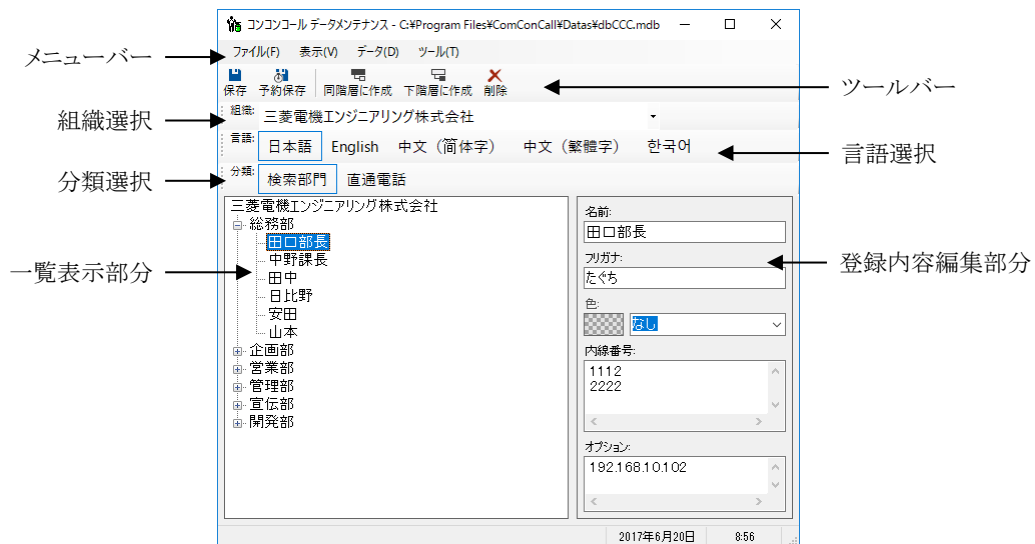 コンコンコール データメンテナンス - C:¥Program Files¥ComConCall¥Datas¥dbCCC.mdb
メニューバー
ファイル(F) 表示(V) データ(D) ツール(T)
保存 予約保存 同階層に作成 下階層に作成 削除
ツールバー
組織選択
組織: 三菱電機エンジニアリング株式会社
言語: 日本語 English 中文（简体字） 中文（繁體字） 한국어
言語選択
分類選択
分類: 検索部門 直通電話
三菱電機エンジニアリング株式会社
総務部
田口部長
中野課長
田中
日比野
安田
山本
企画部
営業部
管理部
宣伝部
開発部
一覧表示部分
名前:
田口部長
フリガナ:
たぐち
色:
なし
内線番号:
1112
2222
オプション:
192.168.10.102
登録内容編集部分
2017年6月20日 8:56